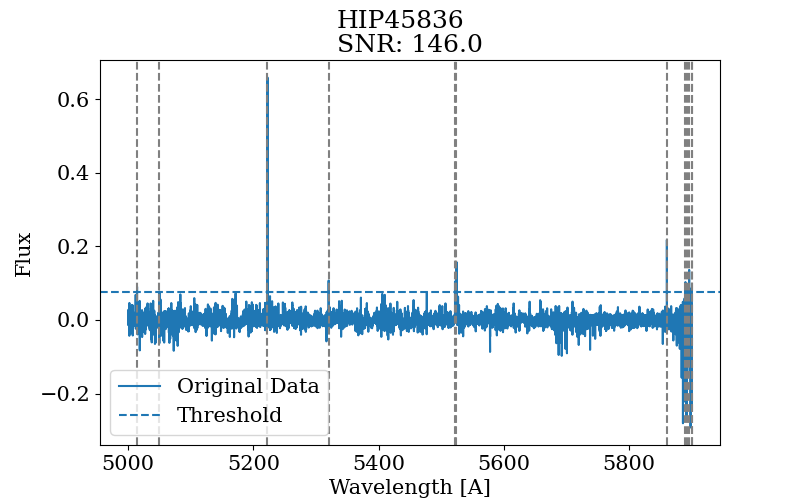 HIP45836
SNR: 146.0
Flux
0.6
0.4
0.2
0.0
−0.2
Original Data
Threshold
5000 5200 5400 5600 5800
Wavelength [A]